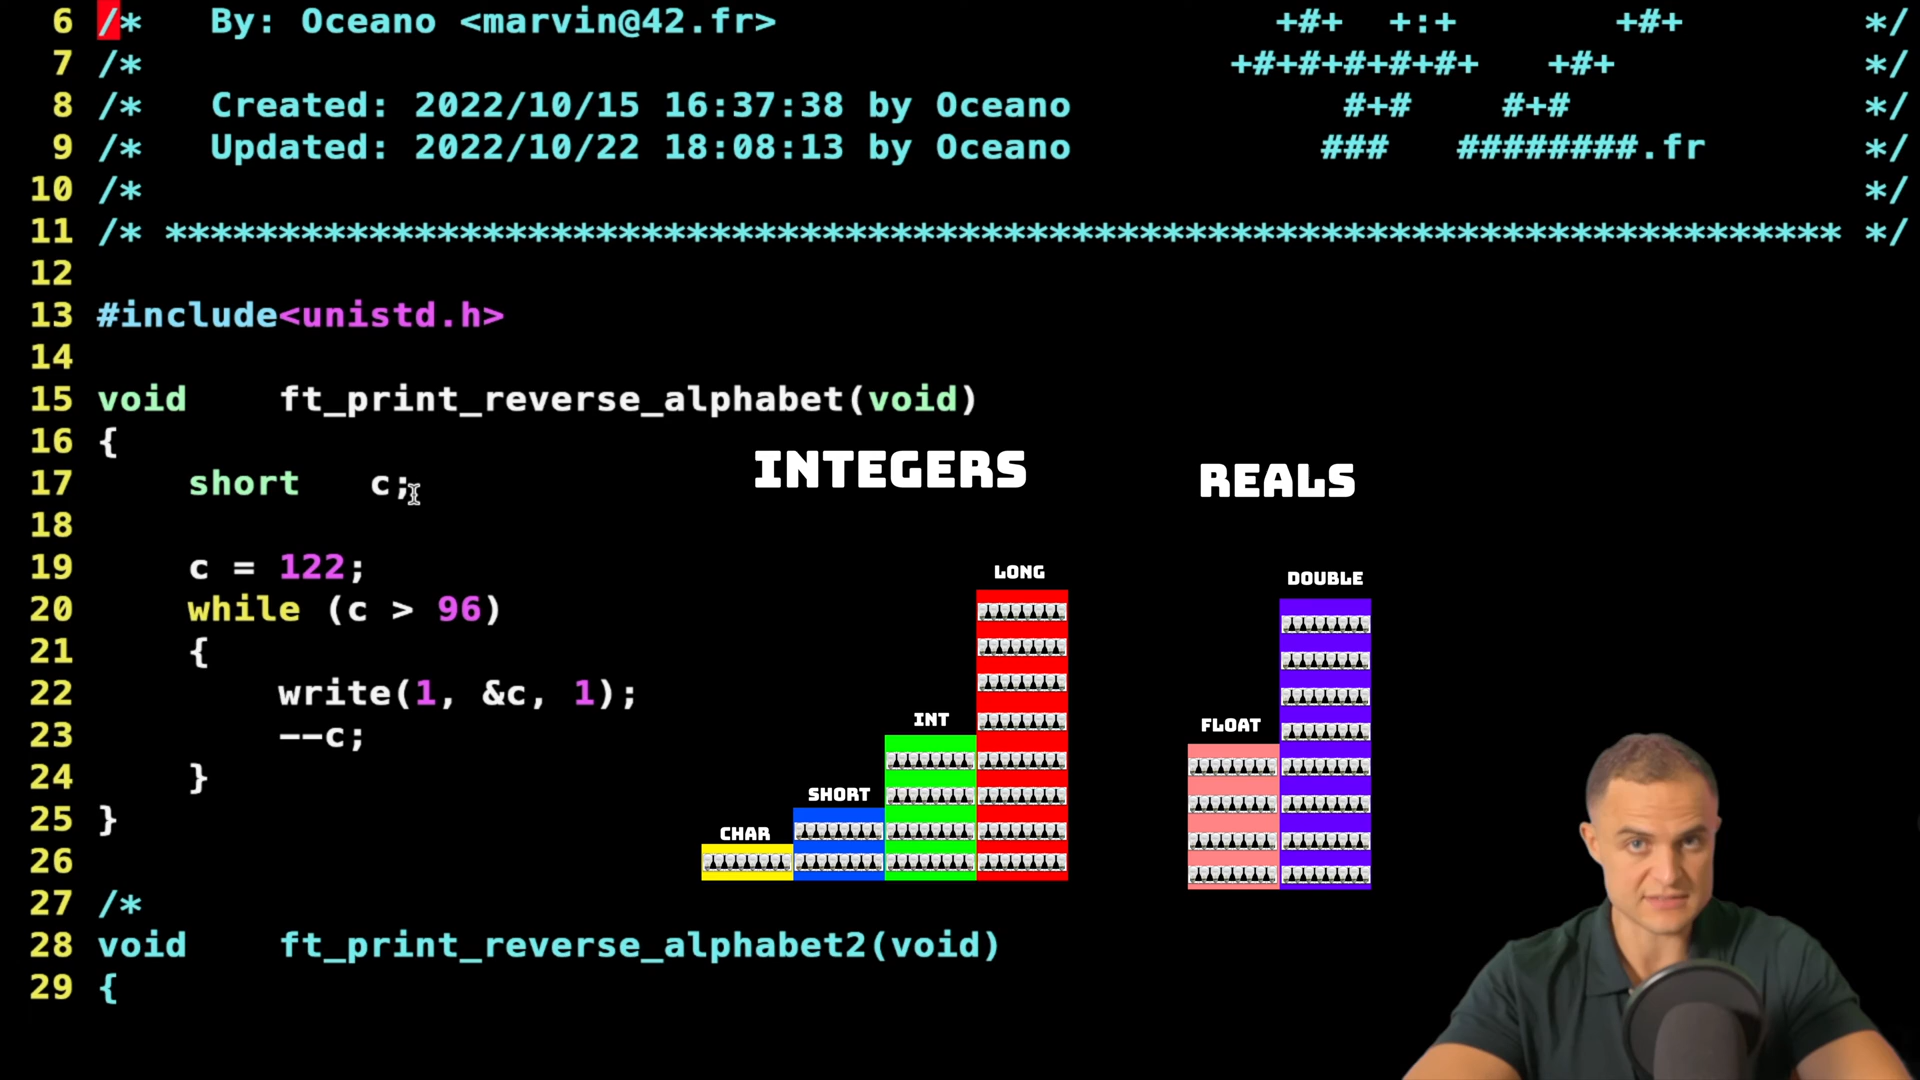 6 /*   By: Oceano <marvin@42.fr>                      +#+  +:+       +#+        */
7 /*                                                +#+#+#+#+#+   +#+           */
8 /*   Created: 2022/10/15 16:37:38 by Oceano            #+#    #+#             */
9 /*   Updated: 2022/10/22 18:08:13 by Oceano           ###   ########.fr       */
10 /*                                                                            */
11 /* ************************************************************************** */
12
13 #include<unistd.h>
14
15 void    ft_print_reverse_alphabet(void)
16 {
17     short   c;
18
19     c = 122;
20     while (c > 96)
21     {
22         write(1, &c, 1);
23         --c;
24     }
25 }
26
27 /*
28 void    ft_print_reverse_alphabet2(void)
29 {
INTEGERS
REALS
LONG
DOUBLE
INT
FLOAT
SHORT
CHAR